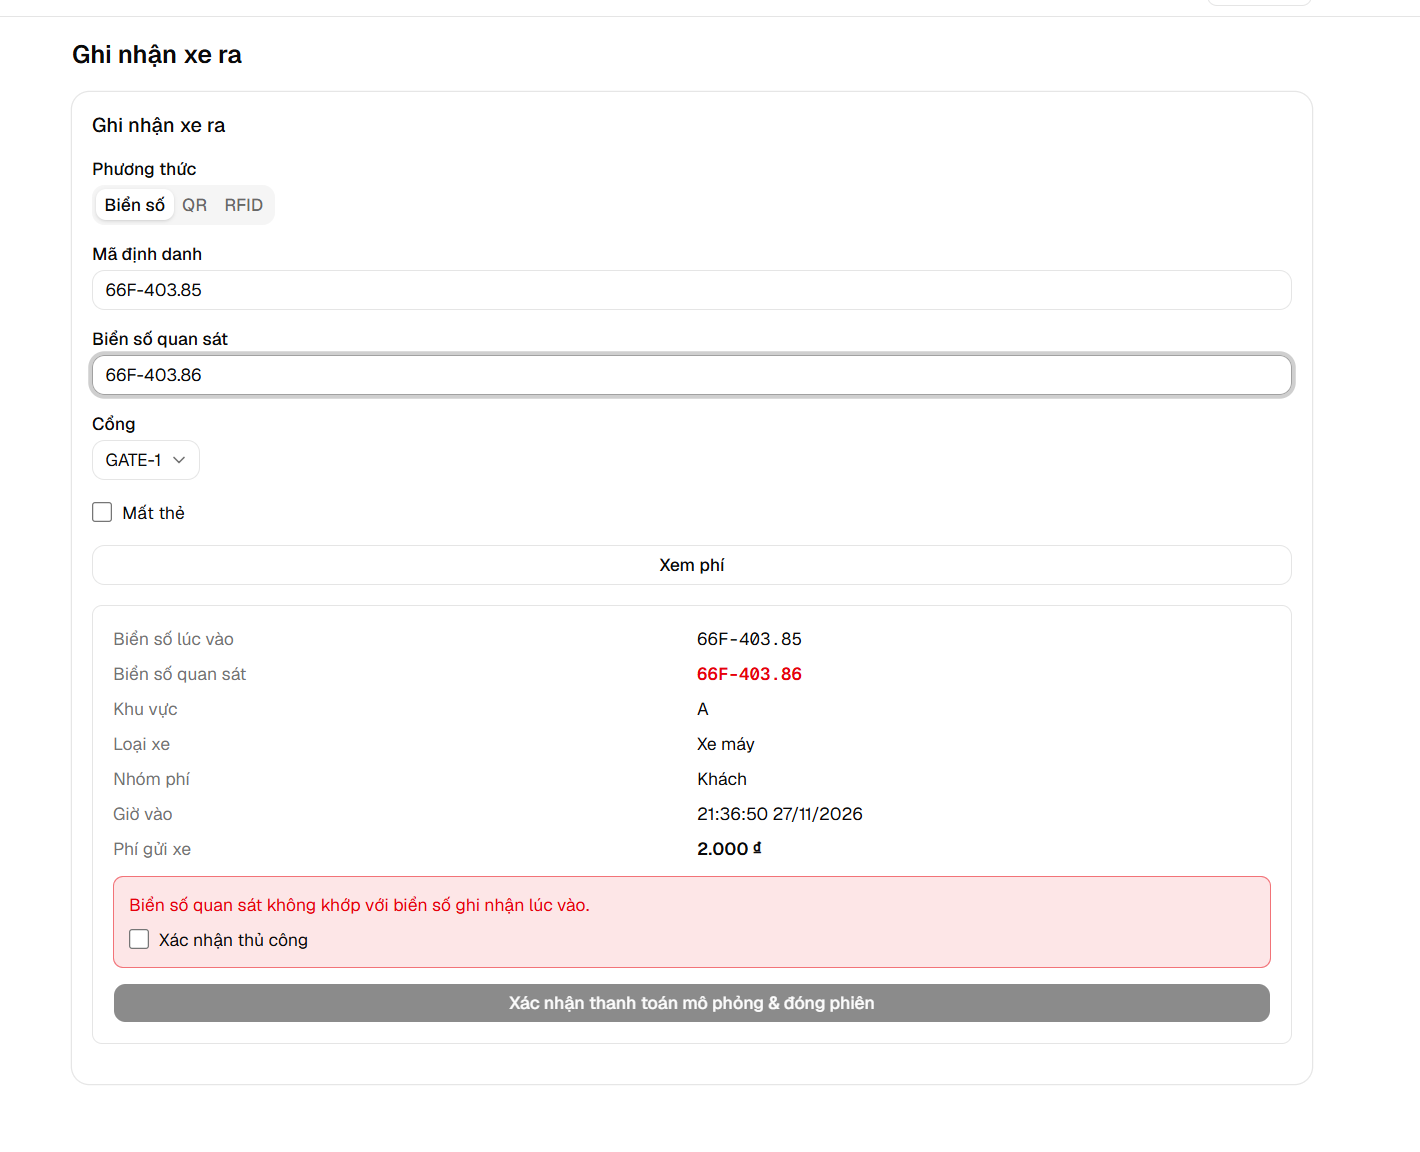 Ghi nhận xe ra
Ghi nhận xe ra
Phương thức
Biển số QR RFID
Mã định danh
66F-403.85
Biển số quan sát
66F-403.86
Cổng
GATE-1
Mất thẻ
Xem phí
Biển số lúc vào 66F-403.85
Biển số quan sát 66F-403.86
Khu vực A
Loại xe Xe máy
Nhóm phí Khách
Giờ vào 21:36:50 27/11/2026
Phí gửi xe 2.000 ₫
Biển số quan sát không khớp với biển số ghi nhận lúc vào.
Xác nhận thủ công
Xác nhận thanh toán mô phỏng & đóng phiên